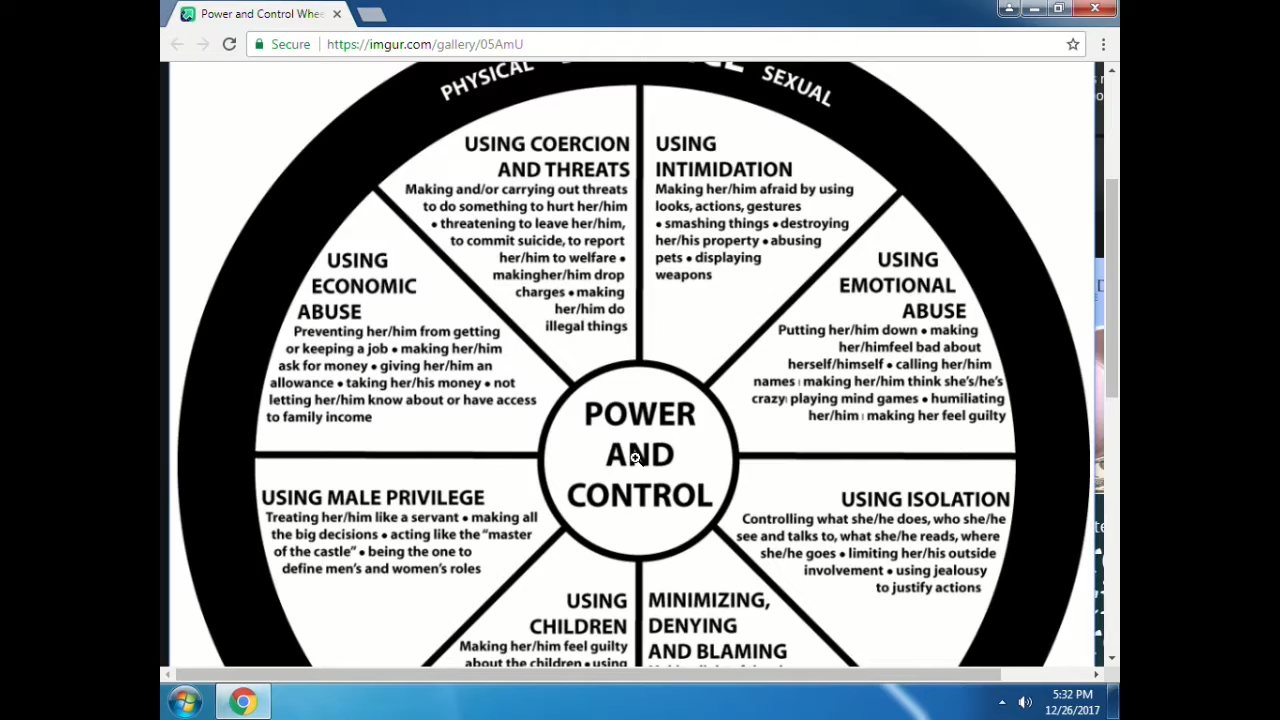 Power and Control Whe
Secure
https://imgur.com/gallery/05AmU
PHYSICAL
SEXUAL
USING COERCION
AND THREATS
Making and/or carrying out threats
to do something to hurt her/him
• threatening to leave her/him,
to commit suicide, to report
her/him to welfare •
makingher/him drop
charges • making
her/him do
illegal things
USING
INTIMIDATION
Making her/him afraid by using
looks, actions, gestures
• smashing things • destroying
her/his property • abusing
pets • displaying
weapons
USING
ECONOMIC
ABUSE
Preventing her/him from getting
or keeping a job • making her/him
ask for money • giving her/him an
allowance • taking her/his money • not
letting her/him know about or have access
to family income
USING
EMOTIONAL
ABUSE
Putting her/him down • making
her/himfeel bad about
herself/himself • calling her/him
names making her/him think she's/he's
crazy playing mind games • humiliating
her/him making her feel guilty
POWER
AND
CONTROL
USING MALE PRIVILEGE
Treating her/him like a servant • making all
the big decisions • acting like the "master
of the castle" • being the one to
define men's and women's roles
USING ISOLATION
Controlling what she/he does, who she/he
see and talks to, what she/he reads, where
she/he goes • limiting her/his outside
involvement • using jealousy
to justify actions
USING
CHILDREN
Making her/him feel guilty
about the children • using
MINIMIZING,
DENYING
AND BLAMING
5:32 PM
12/26/2017